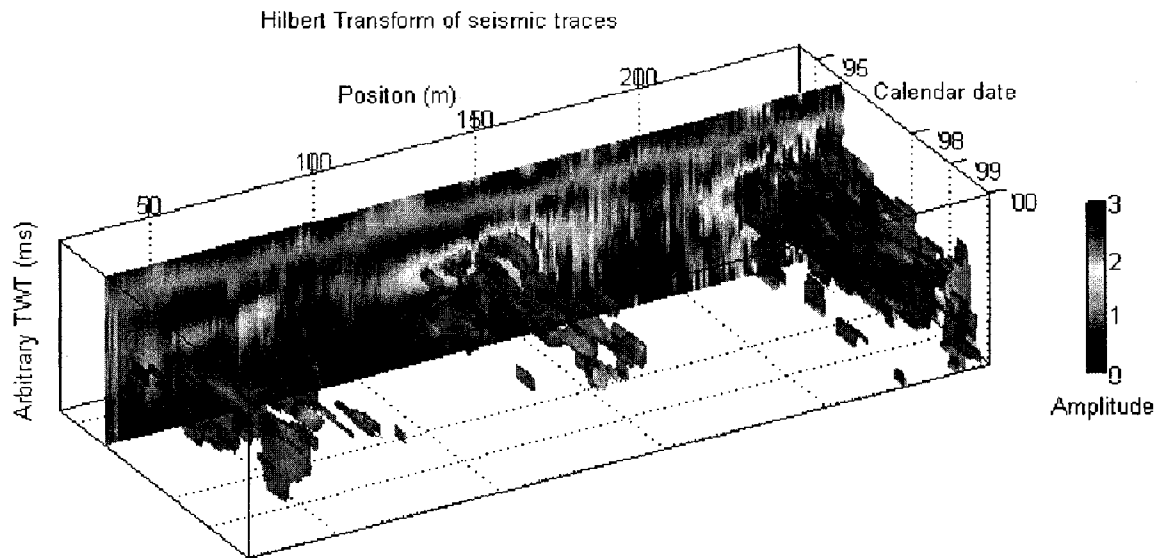 Hilbert Transform of seismic traces
Positon (m)
50
100
150
200
'95
'98
'99
'00
Calendar date
Arbitrary TWT (ns)
3
2
1
0
Amplitude